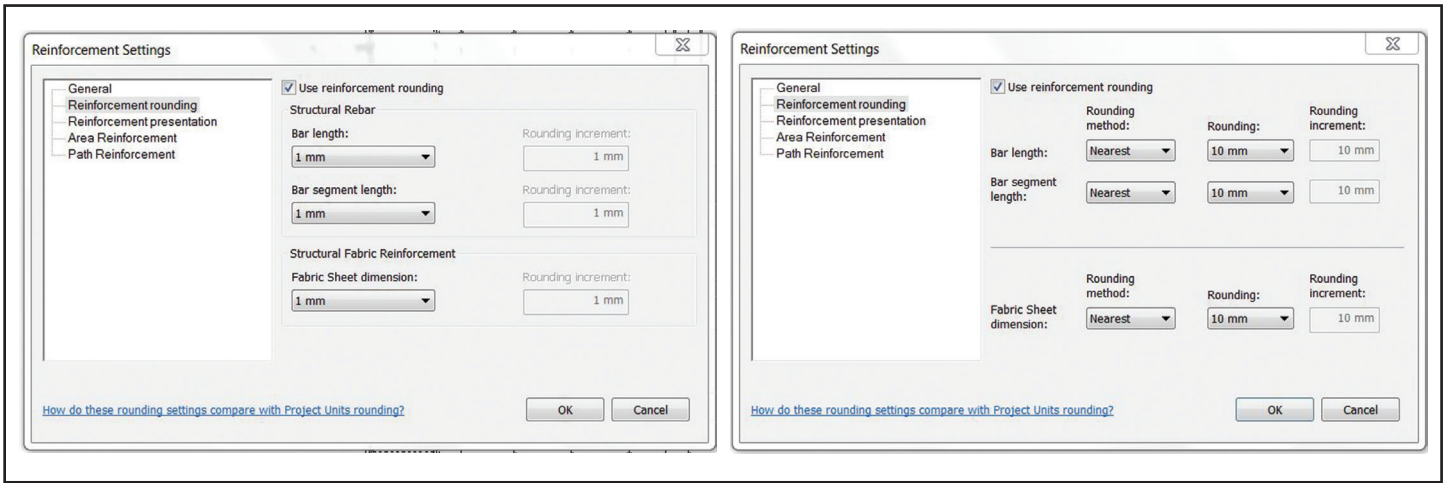 Reinforcement Settings
General
Reinforcement rounding
Reinforcement presentation
Area Reinforcement
Path Reinforcement
Use reinforcement rounding
Structural Rebar
Bar length: Rounding increment:
1 mm 1 mm
Bar segment length: Rounding increment:
1 mm 1 mm
Structural Fabric Reinforcement
Fabric Sheet dimension: Rounding increment:
1 mm 1 mm
How do these rounding settings compare with Project Units rounding?
OK Cancel
Reinforcement Settings
General
Reinforcement rounding
Reinforcement presentation
Area Reinforcement
Path Reinforcement
Use reinforcement rounding
Rounding Rounding
method: Rounding: increment:
Bar length: Nearest 10 mm 10 mm
Bar segment
length: Nearest 10 mm 10 mm
Rounding Rounding
method: Rounding: increment:
Fabric Sheet
dimension: Nearest 10 mm 10 mm
How do these rounding settings compare with Project Units rounding?
OK Cancel